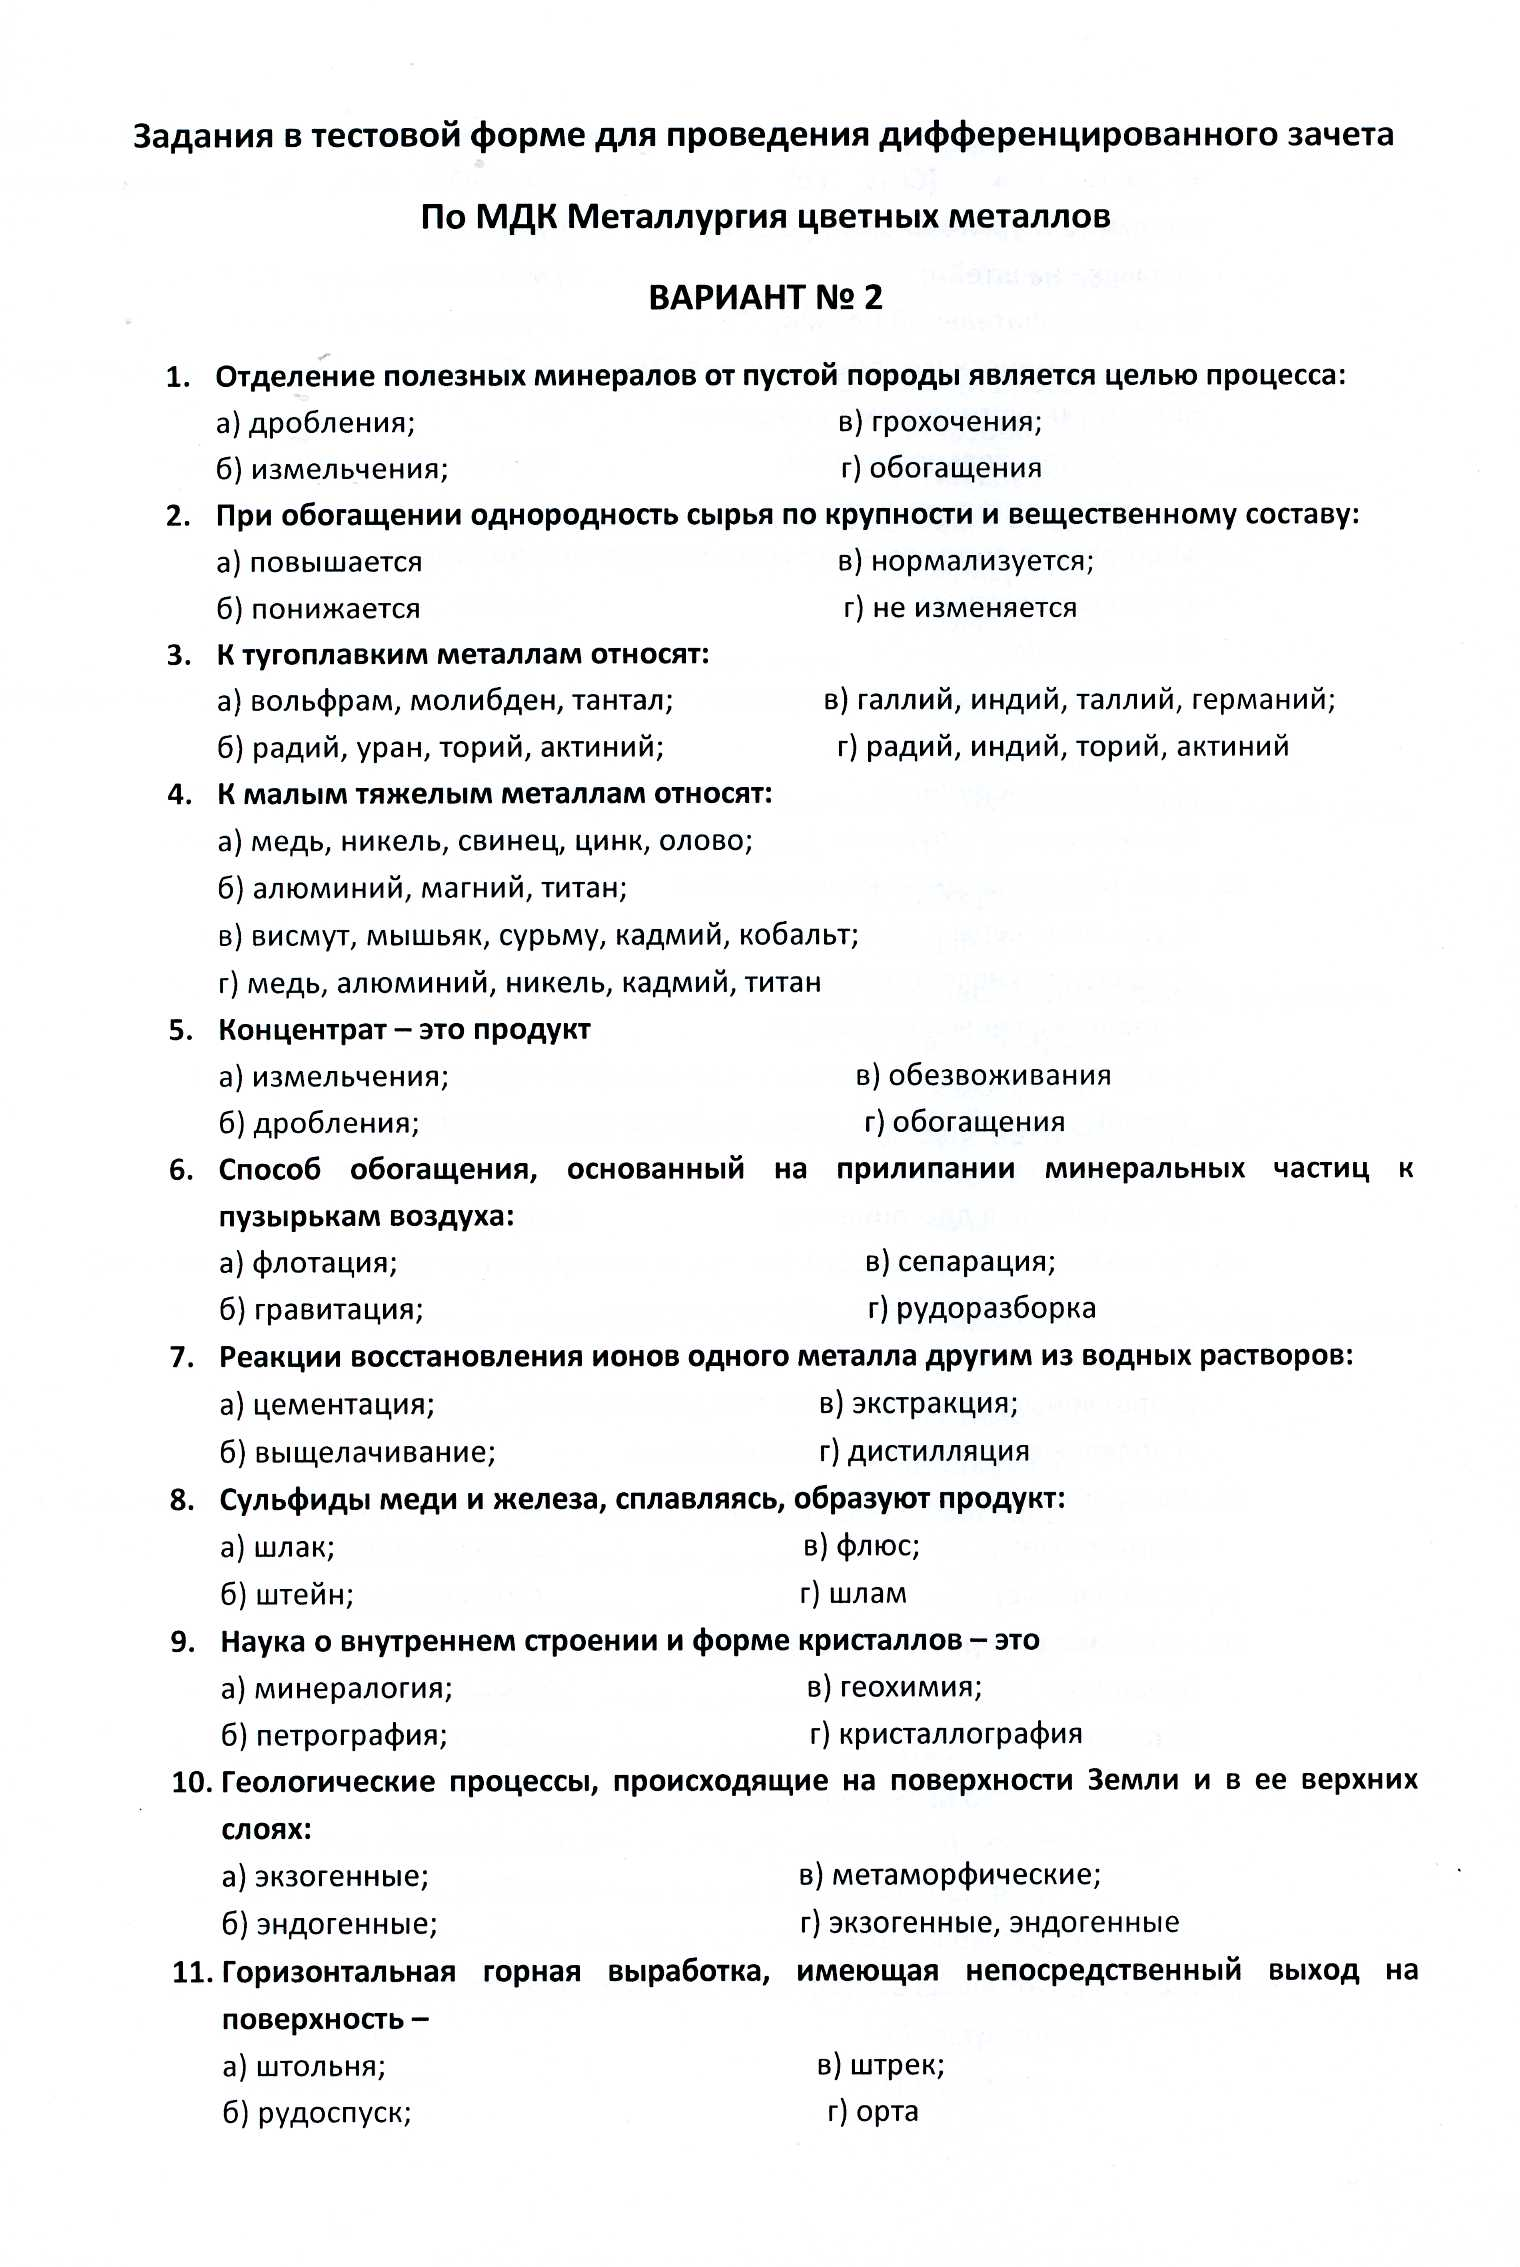 Задания в тестовой форме для проведения дифференцированного зачета
По МДК Металлургия цветных металлов
ВАРИАНТ № 2
1. Отделение полезных минералов от пустой породы является целью процесса:
а) дробления; в) грохочения;
б) измельчения; г) обогащения
2. При обогащении однородность сырья по крупности и вещественному составу:
а) повышается в) нормализуется;
б) понижается г) не изменяется
3. К тугоплавким металлам относят:
а) вольфрам, молибден, тантал; в) галлий, индий, таллий, германий;
б) радий, уран, торий, актиний; г) радий, индий, торий, актиний
4. К малым тяжелым металлам относят:
а) медь, никель, свинец, цинк, олово;
б) алюминий, магний, титан;
в) висмут, мышьяк, сурьму, кадмий, кобальт;
г) медь, алюминий, никель, кадмий, титан
5. Концентрат – это продукт
а) измельчения; в) обезвоживания
б) дробления; г) обогащения
6. Способ обогащения, основанный на прилипании минеральных частиц к
пузырькам воздуха:
а) флотация; в) сепарация;
б) гравитация; г) рудоразборка
7. Реакции восстановления ионов одного металла другим из водных растворов:
а) цементация; в) экстракция;
б) выщелачивание; г) дистилляция
8. Сульфиды меди и железа, сплавляясь, образуют продукт:
а) шлак; в) флюс;
б) штейн; г) шлам
9. Наука о внутреннем строении и форме кристаллов – это
а) минералогия; в) геохимия;
б) петрография; г) кристаллография
10. Геологические процессы, происходящие на поверхности Земли и в ее верхних
слоях:
а) экзогенные; в) метаморфические;
б) эндогенные; г) экзогенные, эндогенные
11. Горизонтальная горная выработка, имеющая непосредственный выход на
поверхность –
а) штольня; в) штрек;
б) рудоспуск; г) орта